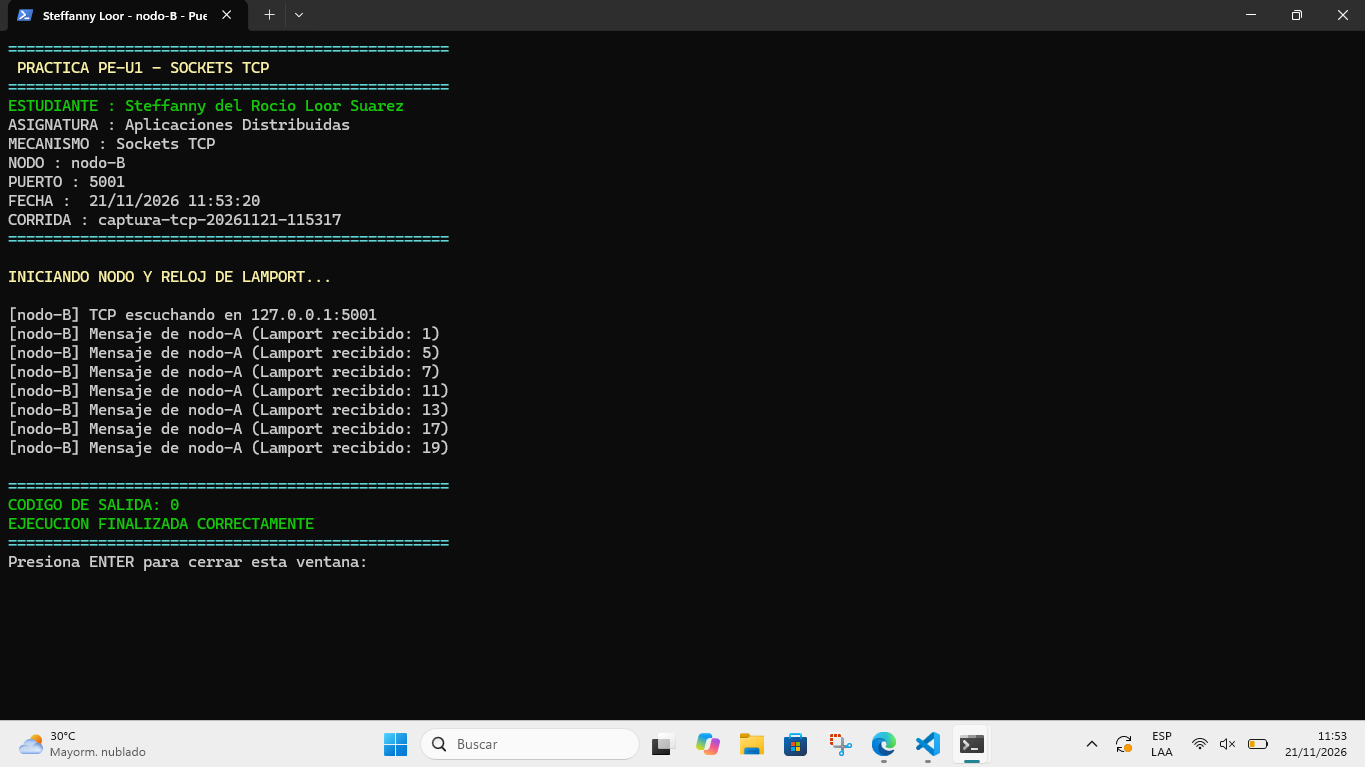 Steffanny Loor - nodo-B - Pue
=================================================
PRACTICA PE-U1 - SOCKETS TCP
=================================================
ESTUDIANTE : Steffanny del Rocio Loor Suarez
ASIGNATURA : Aplicaciones Distribuidas
MECANISMO : Sockets TCP
NODO : nodo-B
PUERTO : 5001
FECHA :  21/11/2026 11:53:20
CORRIDA : captura-tcp-20261121-115317
=================================================
INICIANDO NODO Y RELOJ DE LAMPORT...
[nodo-B] TCP escuchando en 127.0.0.1:5001
[nodo-B] Mensaje de nodo-A (Lamport recibido: 1)
[nodo-B] Mensaje de nodo-A (Lamport recibido: 5)
[nodo-B] Mensaje de nodo-A (Lamport recibido: 7)
[nodo-B] Mensaje de nodo-A (Lamport recibido: 11)
[nodo-B] Mensaje de nodo-A (Lamport recibido: 13)
[nodo-B] Mensaje de nodo-A (Lamport recibido: 17)
[nodo-B] Mensaje de nodo-A (Lamport recibido: 19)
=================================================
CODIGO DE SALIDA: 0
EJECUCION FINALIZADA CORRECTAMENTE
=================================================
Presiona ENTER para cerrar esta ventana:
30°C
Mayorm. nublado
Buscar
ESP
LAA
11:53
21/11/2026